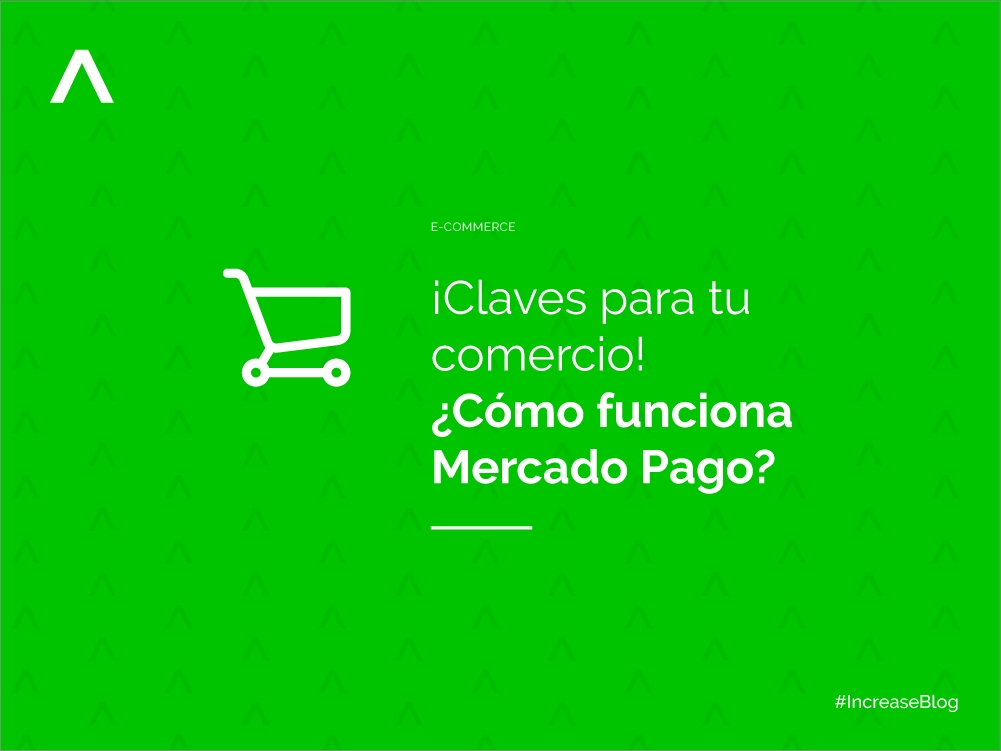 E-COMMERCE
¡Claves para tu
comercio!
¿Cómo funciona
Mercado Pago?
#IncreaseBlog